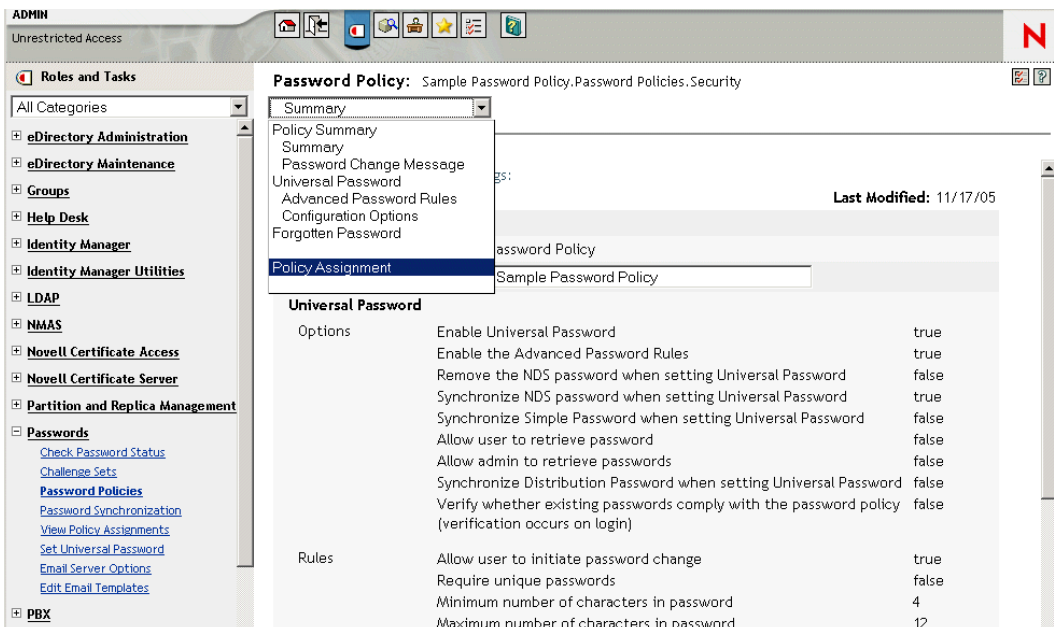 ADMIN
Unrestricted Access
N
Roles and Tasks
All Categories
eDirectory Administration
eDirectory Maintenance
Groups
Help Desk
Identity Manager
Identity Manager Utilities
LDAP
NMAS
Novell Certificate Access
Novell Certificate Server
Partition and Replica Management
Passwords
Check Password Status
Challenge Sets
Password Policies
Password Synchronization
View Policy Assignments
Set Universal Password
Email Server Options
Edit Email Templates
PBX
Password Policy: Sample Password Policy.Password Policies.Security
Summary
Policy Summary
Summary
Password Change Message
Universal Password
Advanced Password Rules
Configuration Options
Forgotten Password
Policy Assignment
gs:
Last Modified: 11/17/05
assword Policy
Sample Password Policy
Universal Password
Options
Enable Universal Password true
Enable the Advanced Password Rules true
Remove the NDS password when setting Universal Password false
Synchronize NDS password when setting Universal Password true
Synchronize Simple Password when setting Universal Password false
Allow user to retrieve password false
Allow admin to retrieve passwords false
Synchronize Distribution Password when setting Universal Password false
Verify whether existing passwords comply with the password policy false
(verification occurs on login)
Rules
Allow user to initiate password change true
Require unique passwords false
Minimum number of characters in password 4
Maximum number of characters in password 12